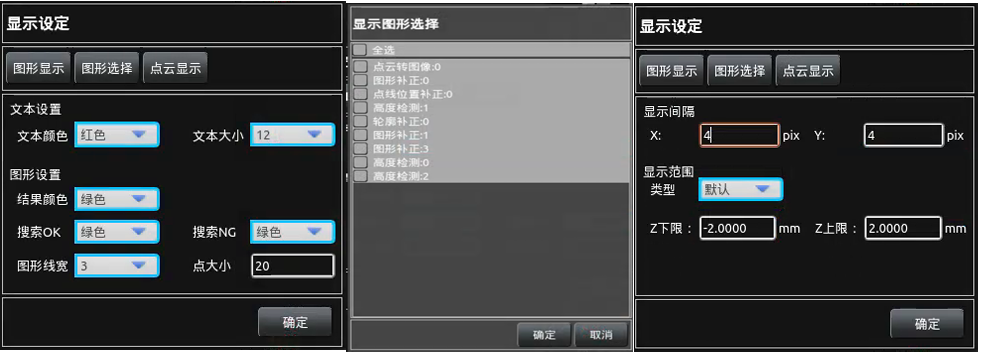 显示设定
图形显示 图形选择 点云显示
文本设置
文本颜色 红色 文本大小 12
图形设置
结果颜色 绿色
搜索OK 绿色 搜索NG 绿色
图形线宽 3 点大小 20
确定
显示图形选择
全选
点云转图像:0
图形补正:0
点线位置补正:0
高度检测:1
轮廓补正:0
图形补正:1
图形补正:3
高度检测:0
高度检测:2
确定 取消
显示设定
图形显示 图形选择 点云显示
显示间隔
X: 4 pix Y: 4 pix
显示范围
类型 默认
Z下限： -2.0000 mm Z上限： 2.0000 mm
确定